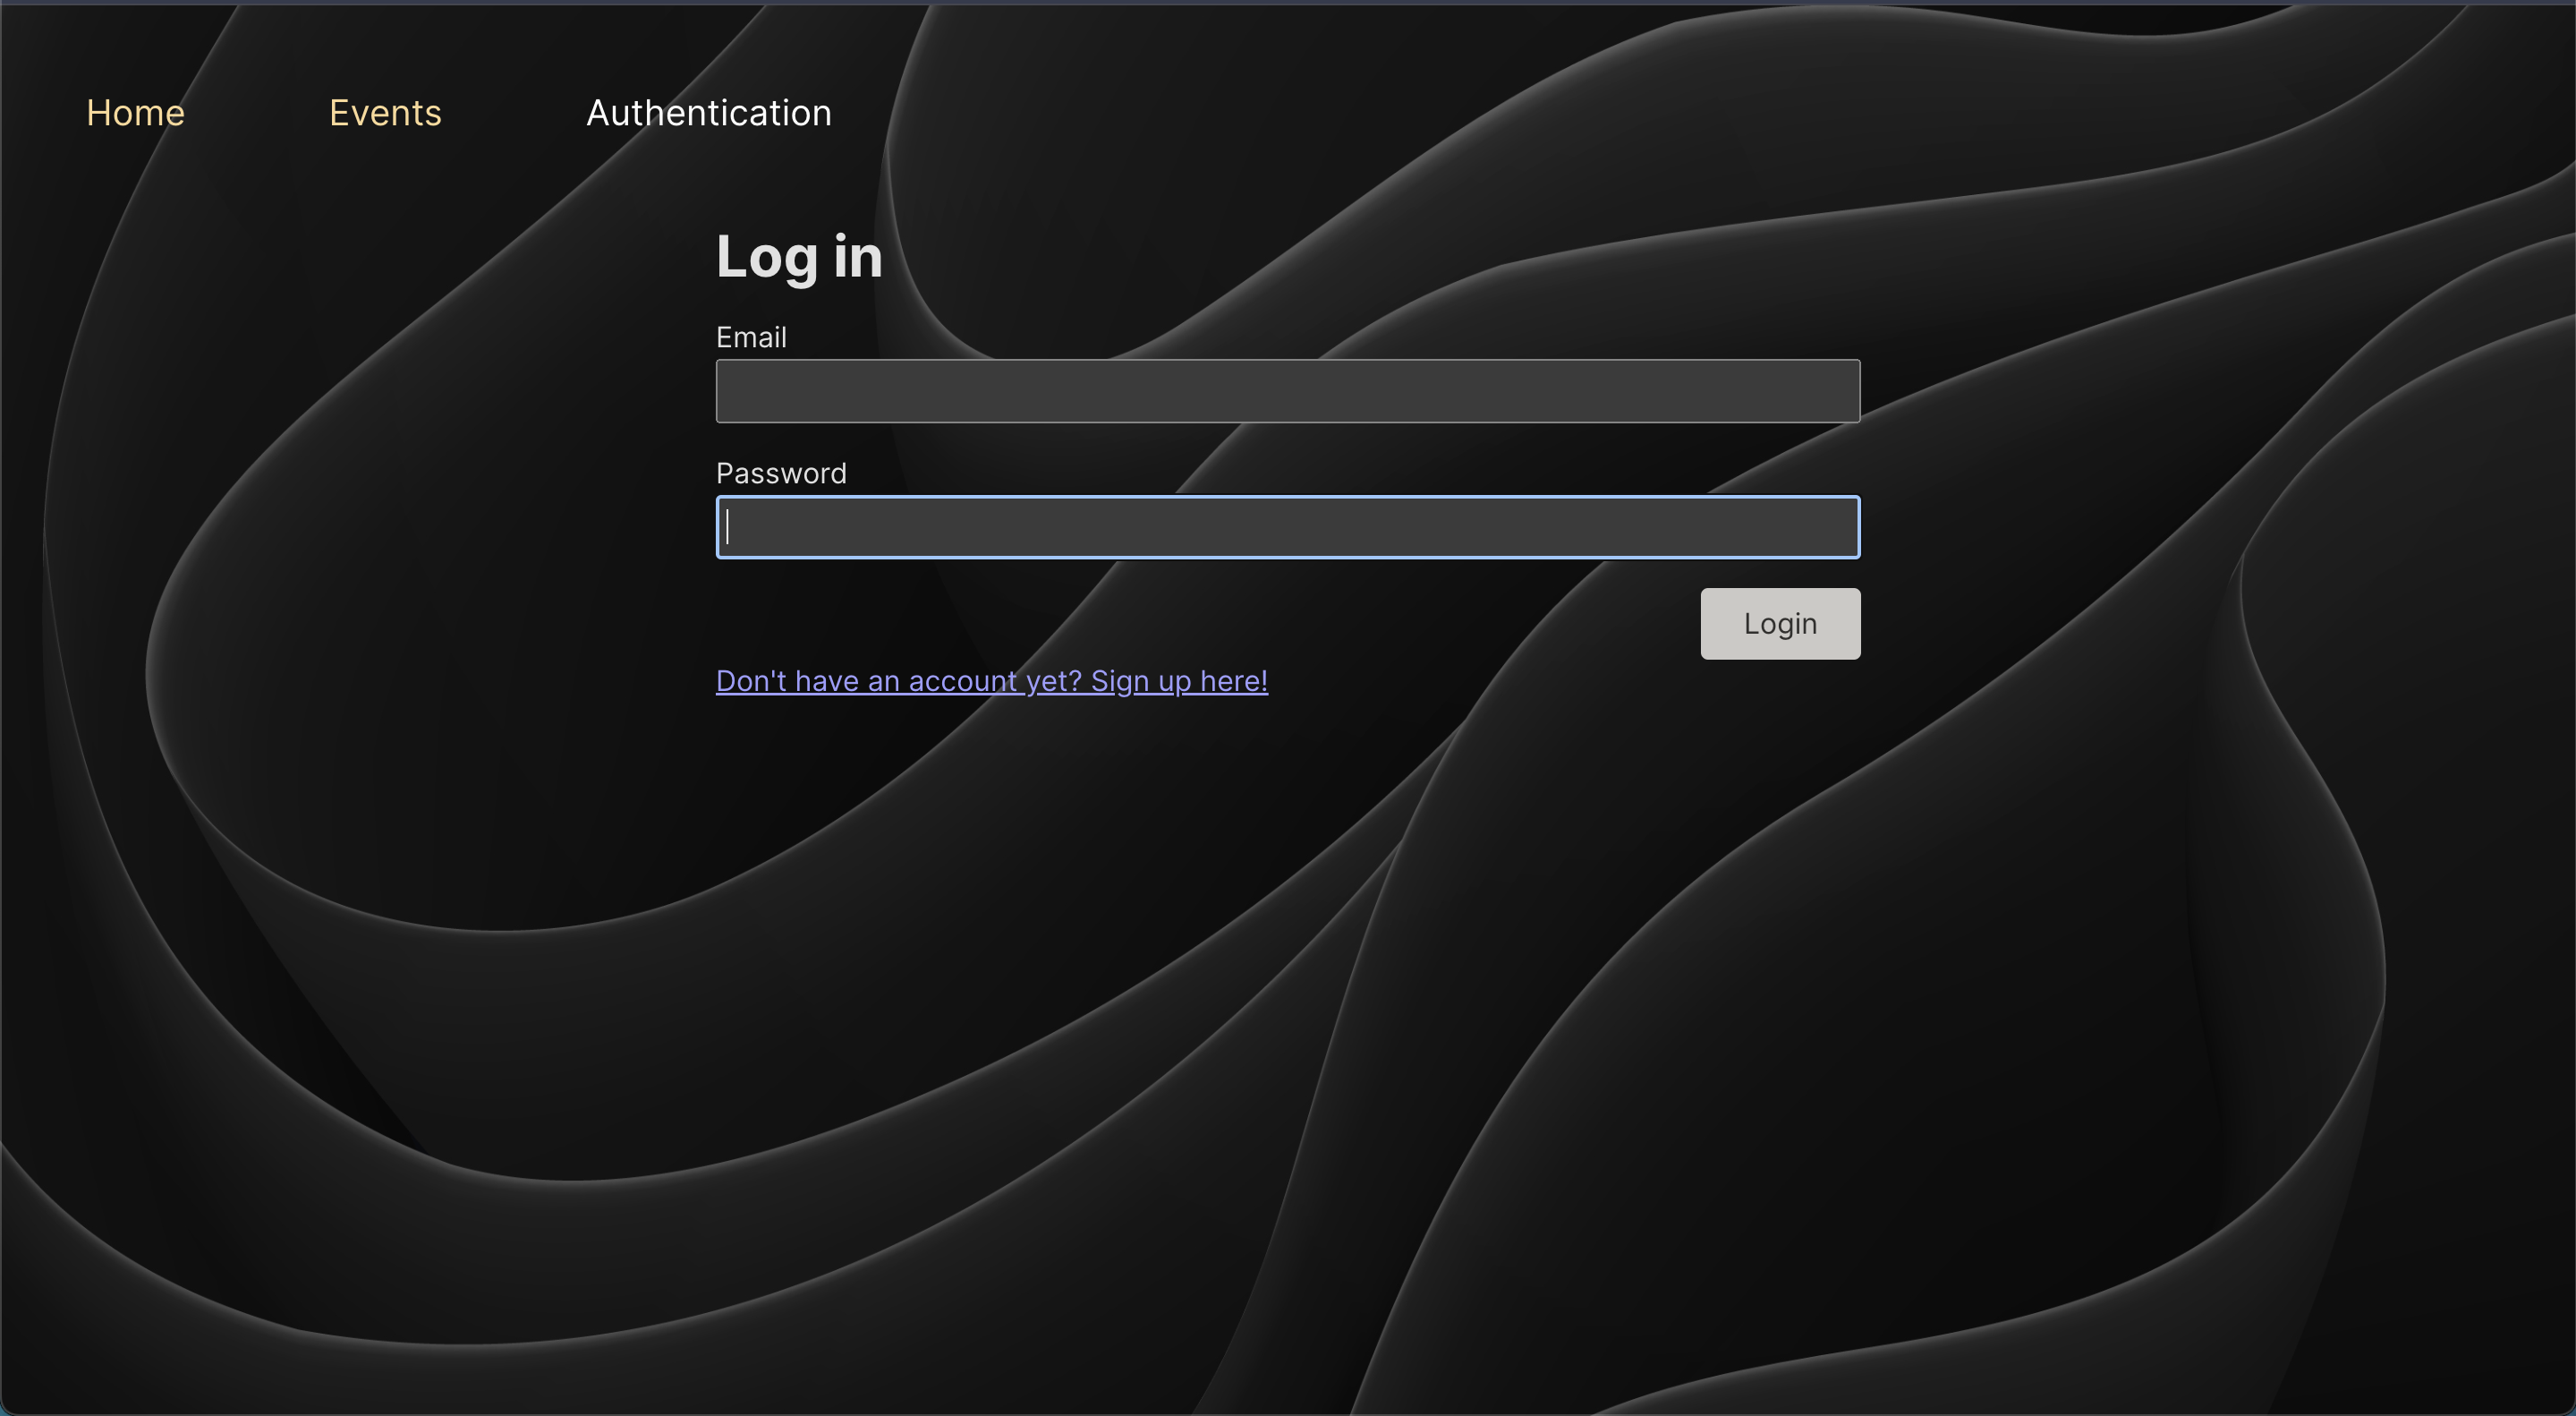 Home Events Authentication
Log in
Email
Password
Login
Don't have an account yet? Sign up here!